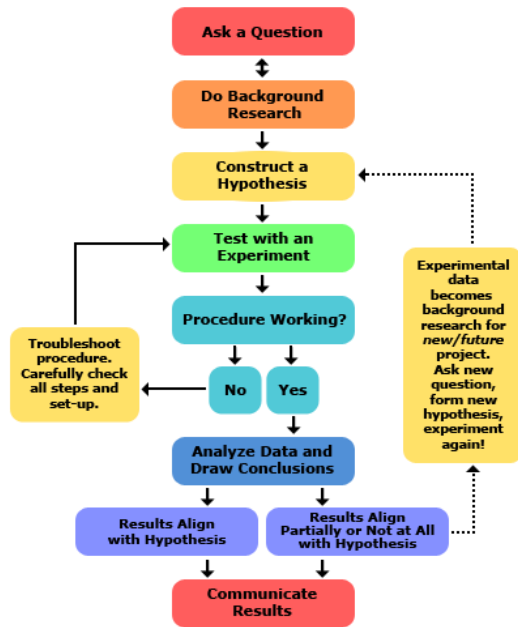 Ask a Question
Do Background
Research
Construct a
Hypothesis
Test with an
Experiment
Procedure Working?
No
Yes
Troubleshoot
procedure.
Carefully check
all steps and
set-up.
Analyze Data and
Draw Conclusions
Results Align
with Hypothesis
Results Align
Partially or Not at All
with Hypothesis
Experimental
data
becomes
background
research for
new/future
project.
Ask new
question,
form new
hypothesis,
experiment
again!
Communicate
Results